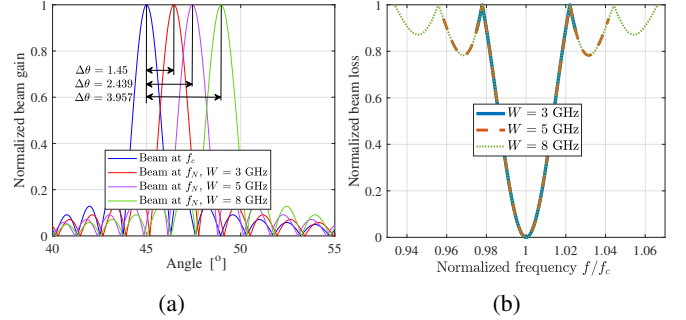 Normalized beam gain
1
0.8
0.6
0.4
0.2
0
Δθ = 1.45
Δθ = 2.439
Δθ = 3.957
Beam at f_c
Beam at f_N, W = 3 GHz
Beam at f_N, W = 5 GHz
Beam at f_N, W = 8 GHz
40
45
50
55
Angle [°]
(a)
Normalized beam loss
1
0.8
0.6
0.4
0.2
0
W = 3 GHz
W = 5 GHz
W = 8 GHz
0.94
0.98
1
1.02
1.06
Normalized frequency f/f_c
(b)